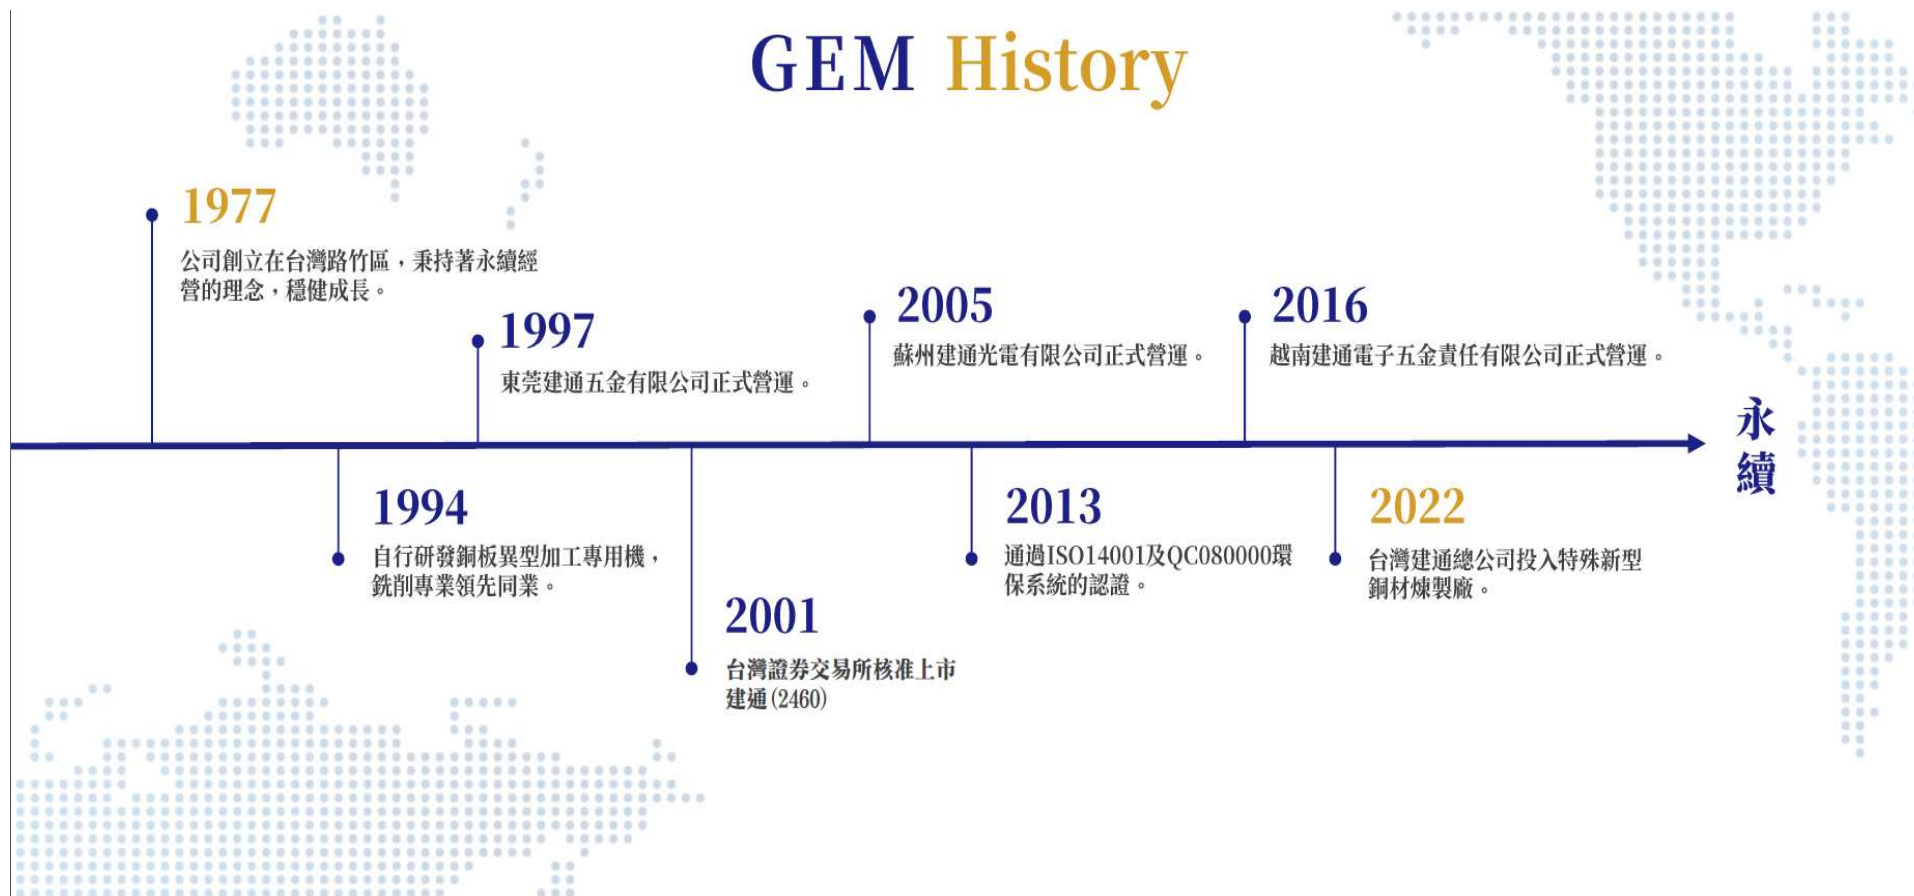 GEM History
1977
公司創立在台灣路竹區，秉持著永續經
營的理念，穩健成長。
1994
自行研發銅板異型加工專用機，
銑削專業領先同業。
1997
東莞建通五金有限公司正式營運。
2001
台灣證券交易所核准上市
建通(2460)
2005
蘇州建通光電有限公司正式營運。
2013
通過ISO14001及QC080000環
保系統的認證。
2016
越南建通電子五金責任有限公司正式營運。
2022
台灣建通總公司投入特殊新型
銅材煉製廠。
永續